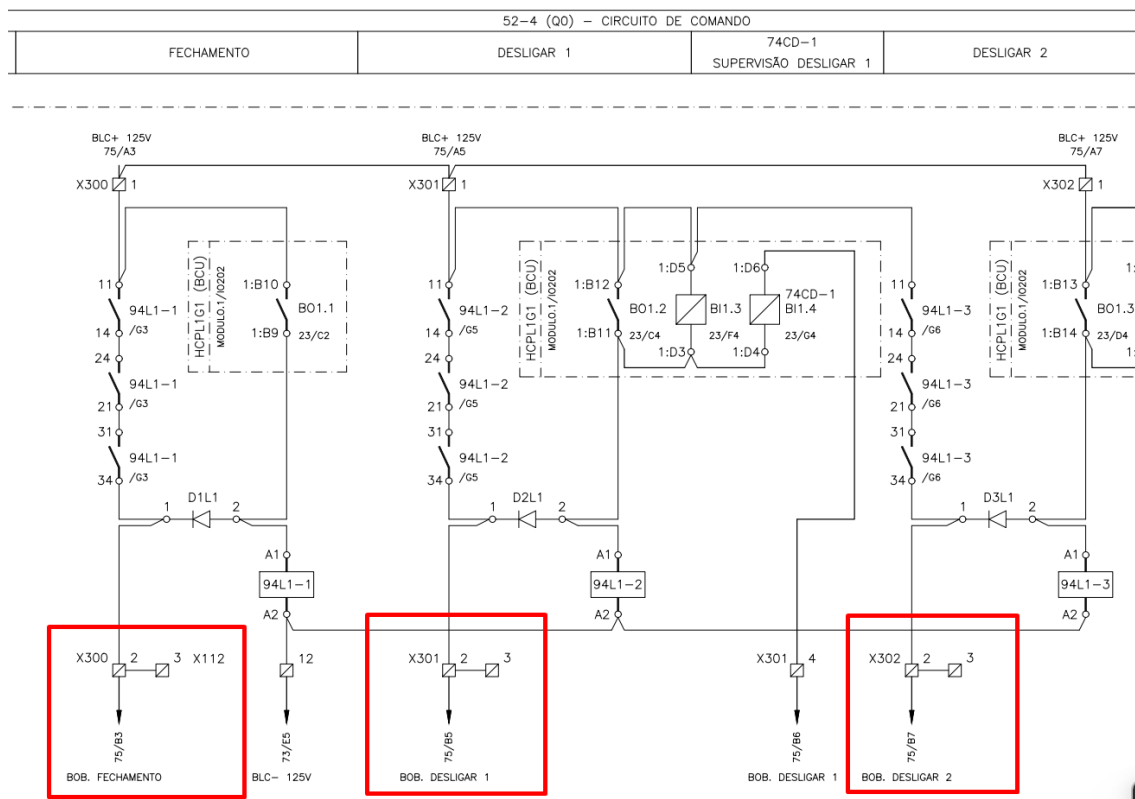 52-4 (Q0) - CIRCUITO DE COMANDO
FECHAMENTO
DESLIGAR 1
74CD-1
SUPERVISÃO DESLIGAR 1
DESLIGAR 2
BLC+ 125V
75/A3
BLC+ 125V
75/A5
BLC+ 125V
75/A7
X300 1
X301 1
X302 1
HCPL1G1 (BCU)
MODULO.1/IO202
HCPL1G1 (BCU)
MODULO.1/IO202
HCPL1G1 (BCU)
MODULO.1/IO202
11
94L1-1
14 /G3
24
94L1-1
21 /G3
31
94L1-1
34 /G3
1:B10
BO1.1
1:B9 23/C2
11
94L1-2
14 /G5
24
94L1-2
21 /G5
31
94L1-2
34 /G5
1:B12
BO1.2
1:B11 23/C4
1:D5
BI1.3
23/F4
1:D3
1:D6
74CD-1
BI1.4
23/G4
1:D4
11
94L1-3
14 /G6
24
94L1-3
21 /G6
31
94L1-3
34 /G6
1:B13
BO1.3
1:B14 23/D4
1:
1:
1 D1L1 2
1 D2L1 2
1 D3L1 2
A1
94L1-1
A2
A1
94L1-2
A2
A1
94L1-3
A2
X300 2 3 X112
12
X301 2 3
X301 4
X302 2 3
75/B3
73/E5
75/B5
75/B6
75/B7
BOB. FECHAMENTO
BLC- 125V
BOB. DESLIGAR 1
BOB. DESLIGAR 1
BOB. DESLIGAR 2